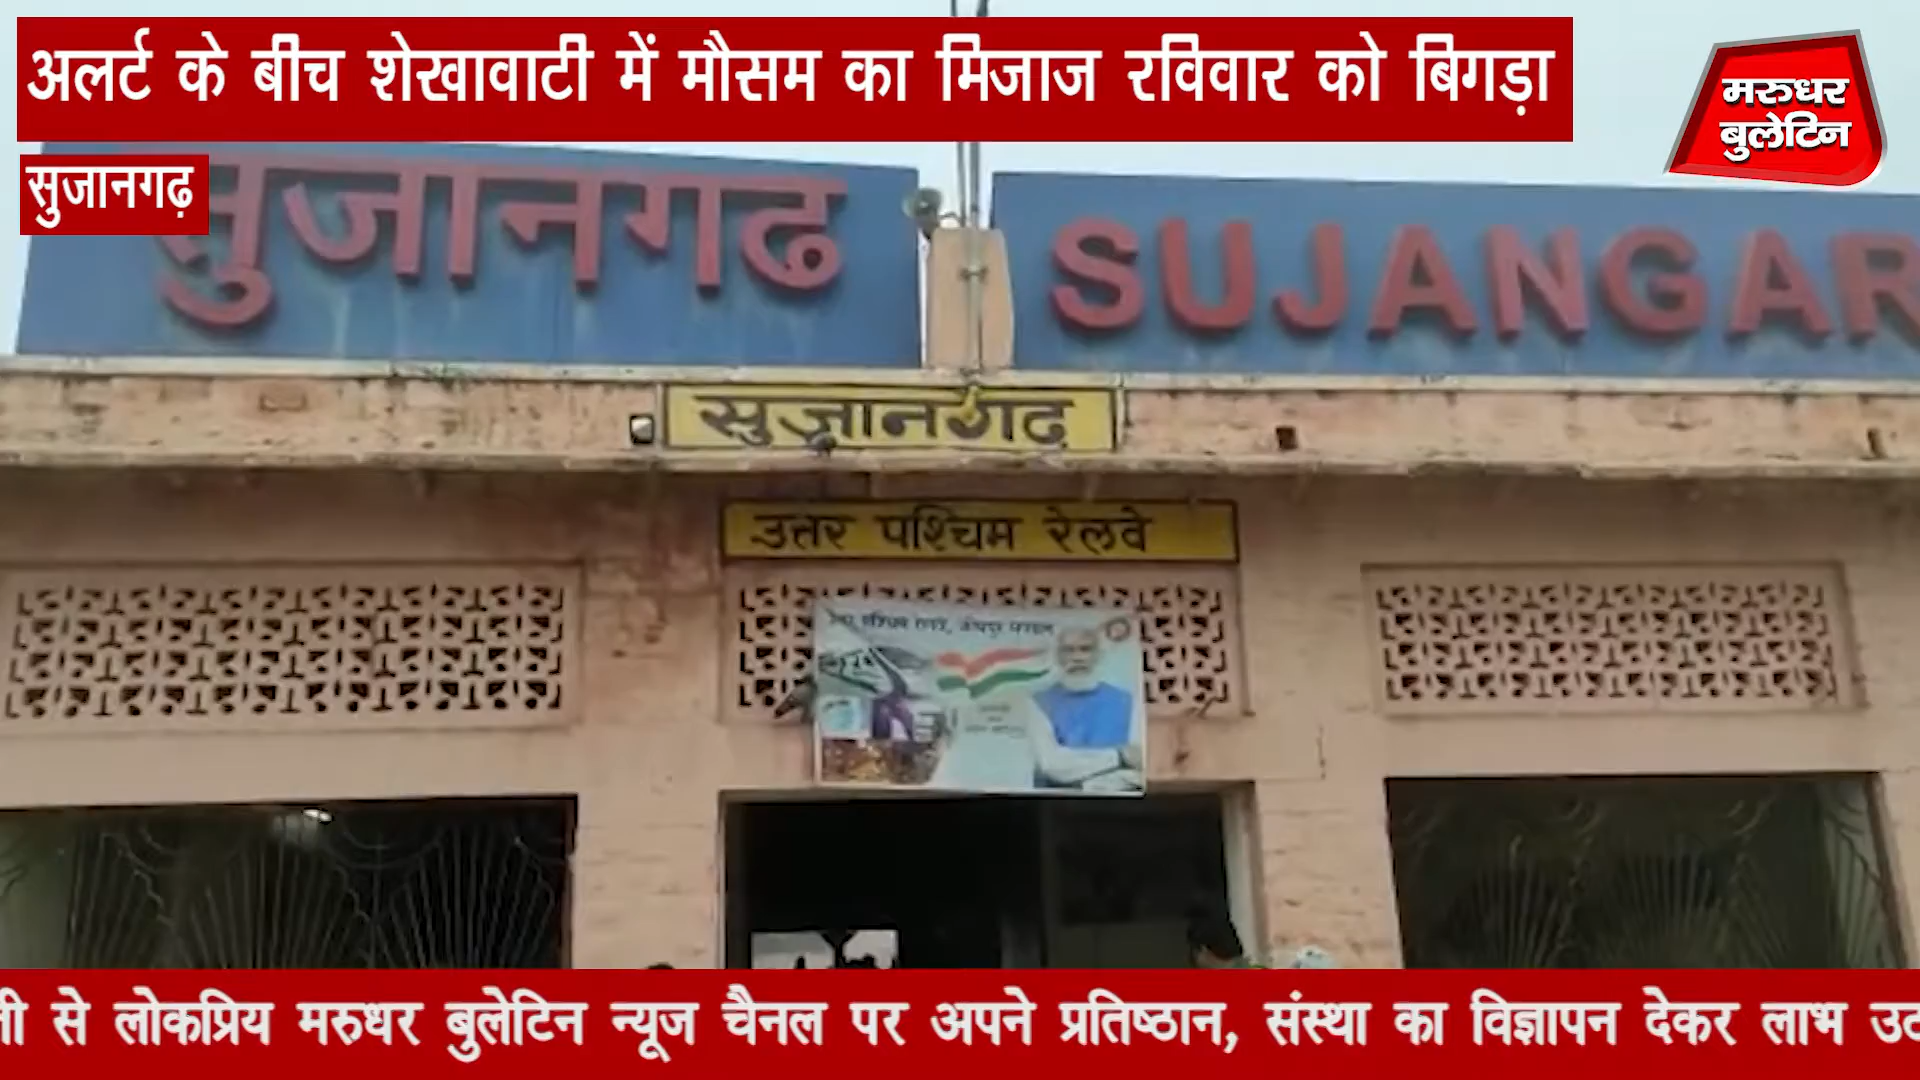 अलर्ट के बीच शेखावाटी में मौसम का मिजाज रविवार को बिगड़ा
मरुधर
बुलेटिन
सुजानगढ़
सुजानगढ
SUJANGAR
सुजानगढ
उत्तर पश्चिम रेलवे
से लोकप्रिय मरुधर बुलेटिन न्यूज चैनल पर अपने प्रतिष्ठान, संस्था का विज्ञापन देकर लाभ